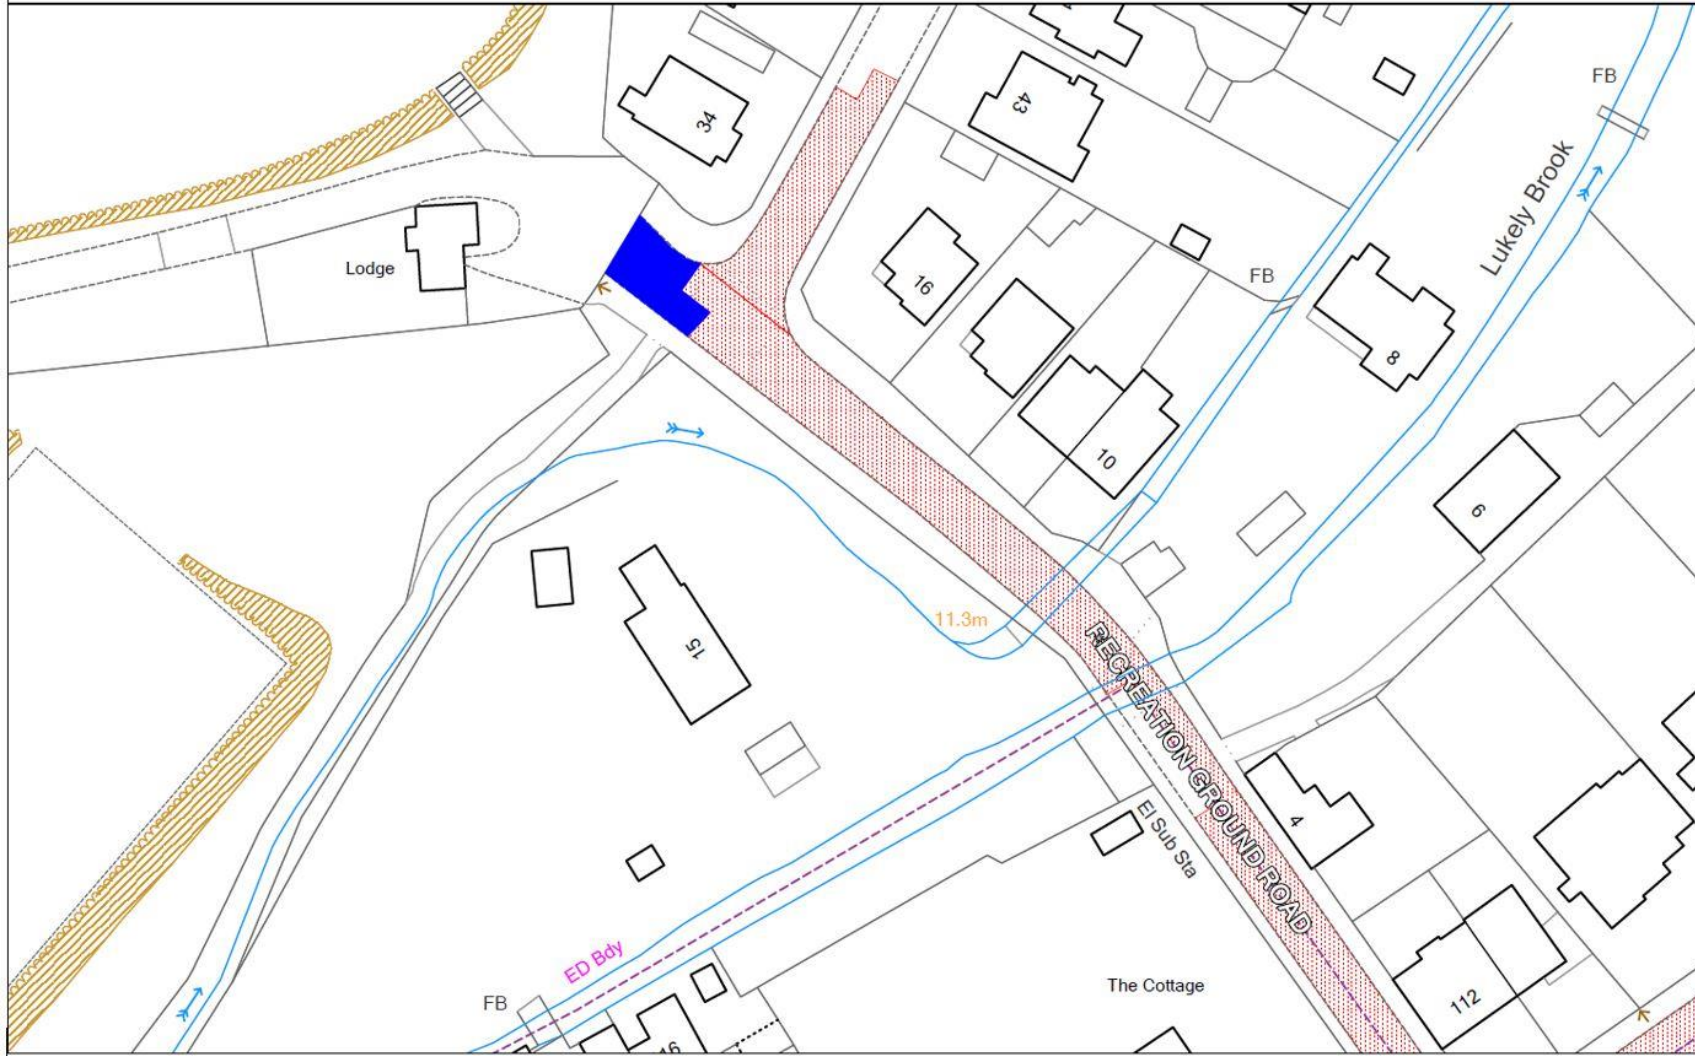 FB
34
43
Lukely Brook
Lodge
16
FB
8
10
6
11.3m
15
RECREATION GROUND ROAD
4
El Sub Sta
ED Bdy
The Cottage
FB
112
16